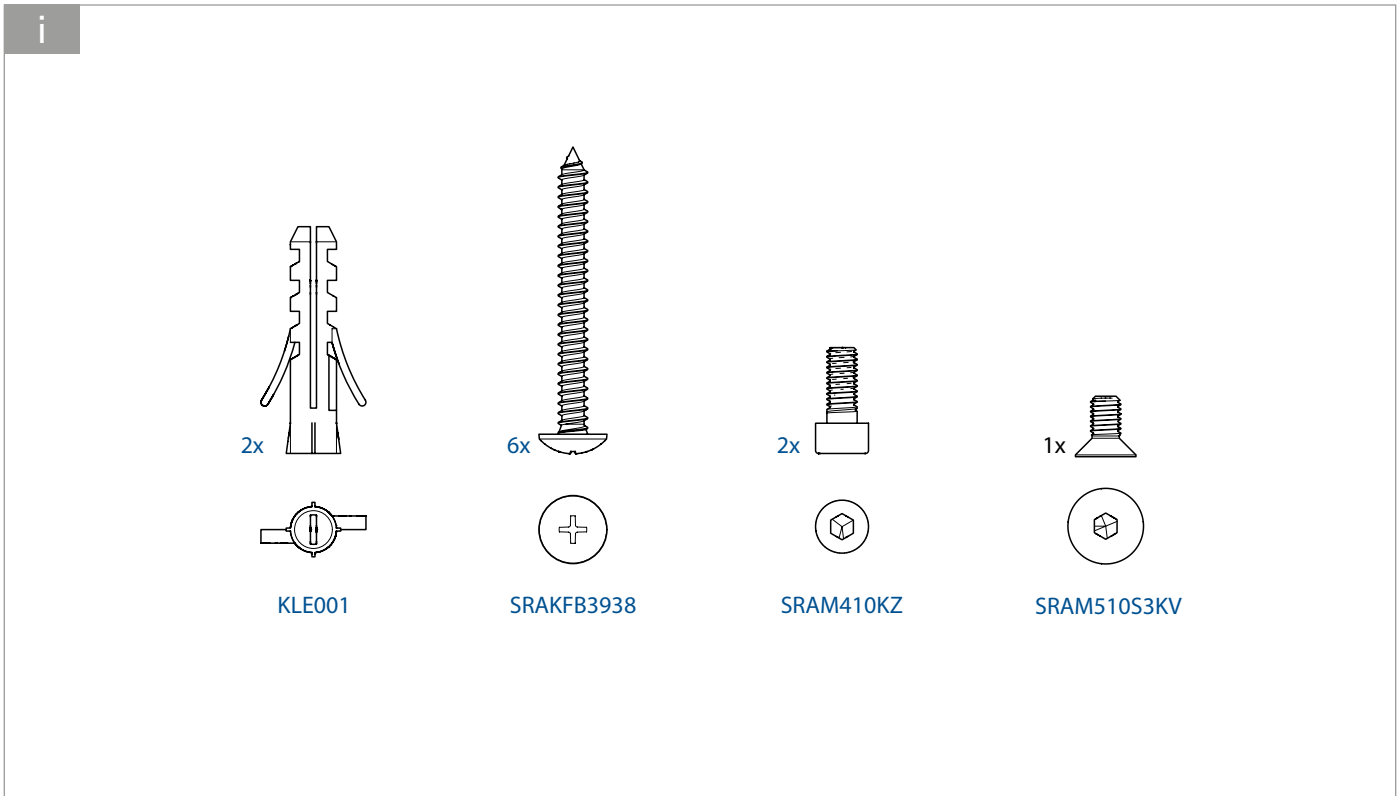 i
2x
6x
2x
1x
KLE001
SRAKFB3938
SRAM410KZ
SRAM510S3KV